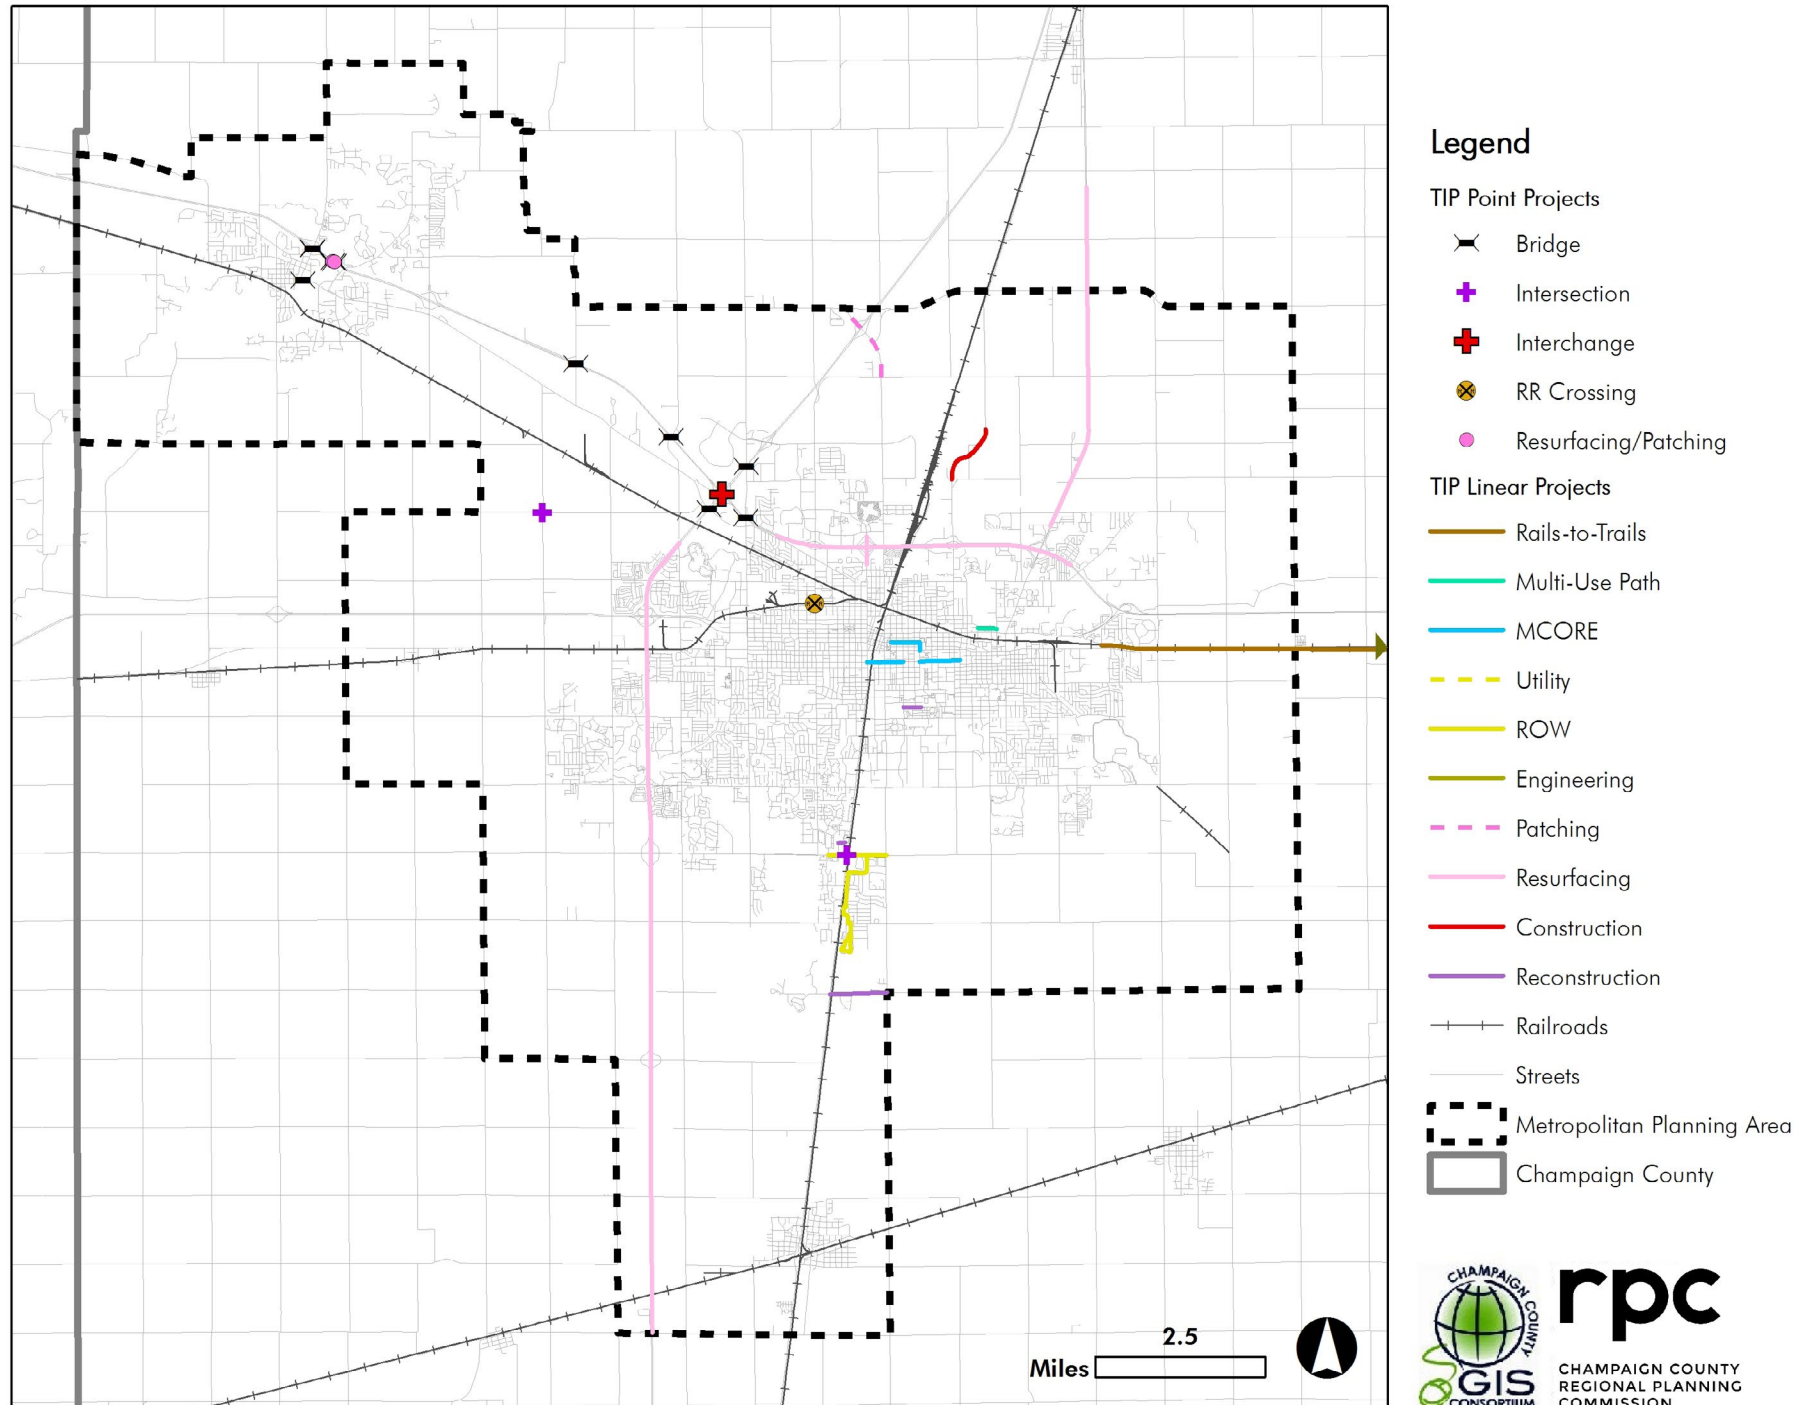 Legend
TIP Point Projects
Bridge
Intersection
Interchange
RR Crossing
Resurfacing/Patching
TIP Linear Projects
Rails-to-Trails
Multi-Use Path
MCORE
Utility
ROW
Engineering
Patching
Resurfacing
Construction
Reconstruction
Railroads
Streets
Metropolitan Planning Area
Champaign County
2.5
Miles
CHAMPAIGN COUNTY
GIS
CONSORTIUM
rpc
CHAMPAIGN COUNTY
REGIONAL PLANNING
COMMISSION